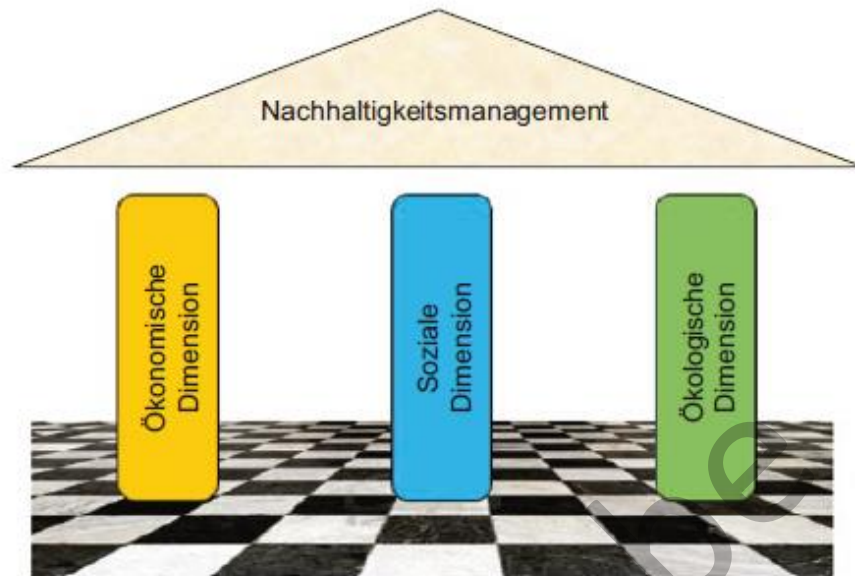 Nachhaltigkeitsmanagement
Ökonomische
Dimension
Soziale
Dimension
Ökologische
Dimension